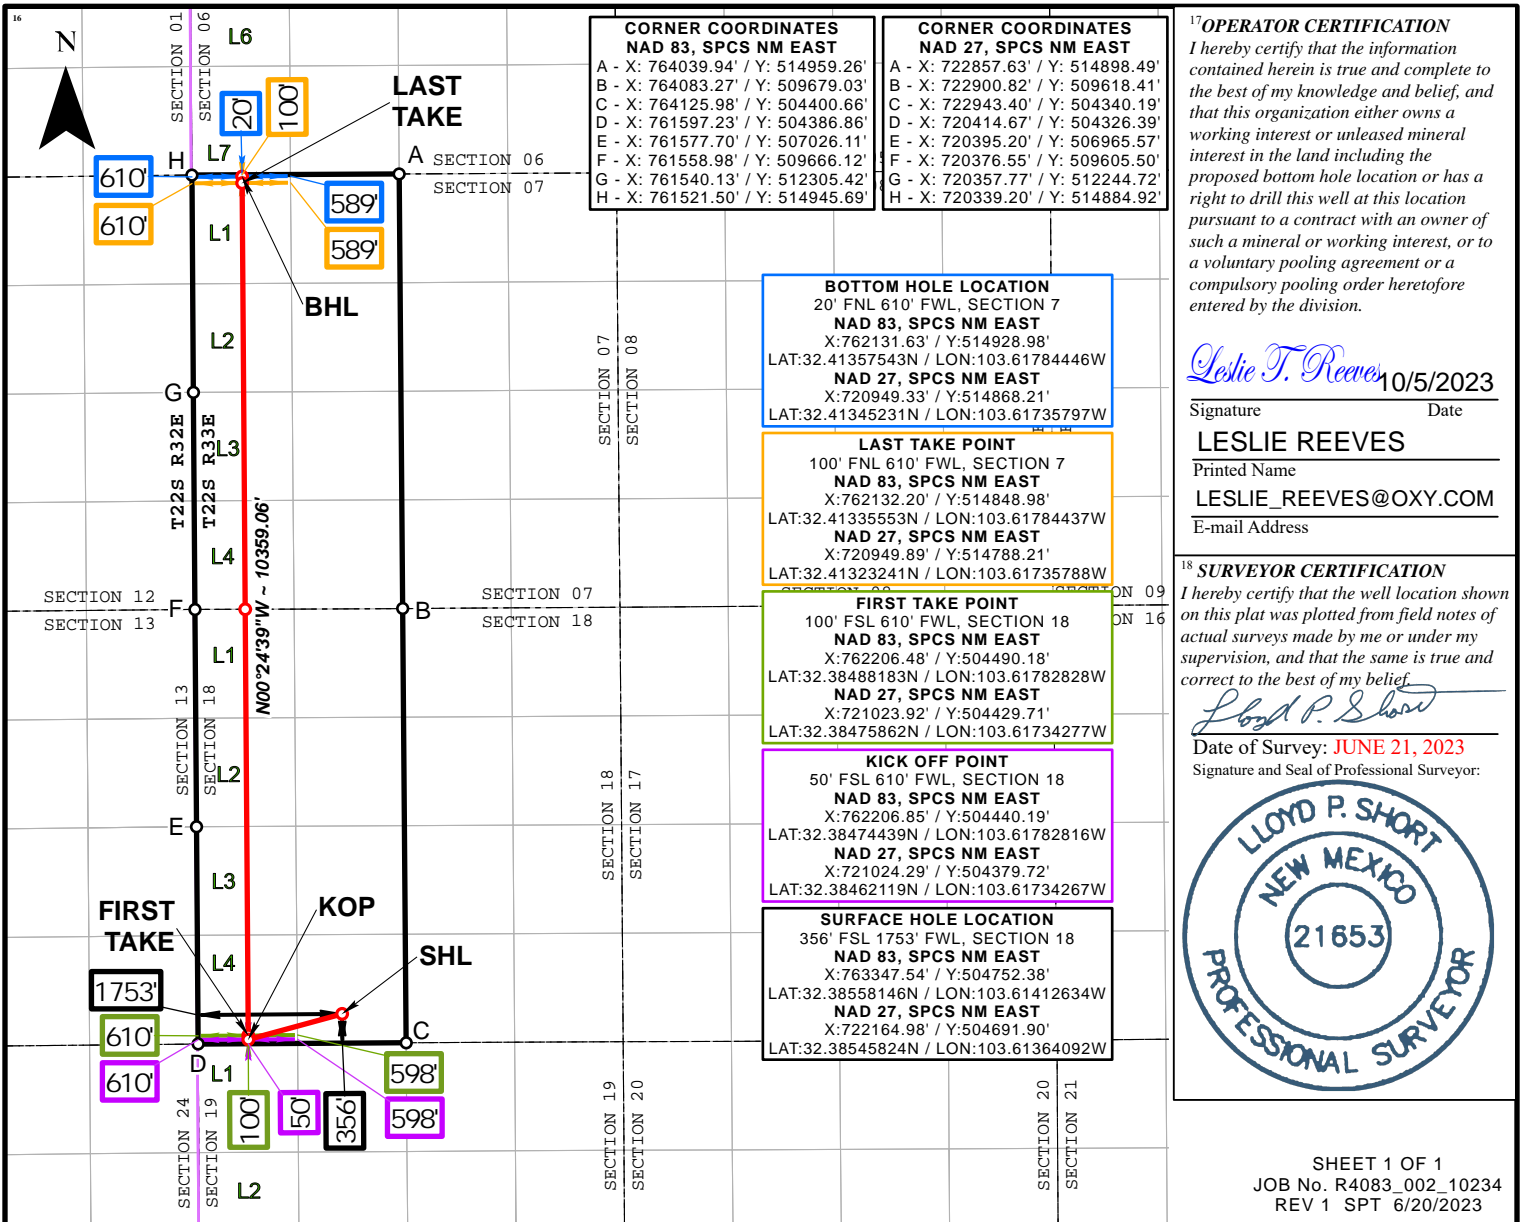 16
N
SECTION 01
SECTION 06
L6
20'
100'
LAST
TAKE
L7
H
A
SECTION 06
SECTION 07
610'
610'
589'
589'
L1
BHL
L2
G
T22S R32E
T22S R33E
L3
L4
N00°24'39"W ~ 10359.06'
SECTION 12
SECTION 13
F
B
SECTION 07
SECTION 18
L1
SECTION 13
SECTION 18
L2
E
L3
FIRST
TAKE
KOP
L4
SHL
1753'
610'
610'
D
C
L1
598'
598'
100'
50'
356'
SECTION 24
SECTION 19
L2
SECTION 07
SECTION 08
SECTION 18
SECTION 17
SECTION 19
SECTION 20
SECTION 20
SECTION 21
SECTION 09
ON 16
CORNER COORDINATES
NAD 83, SPCS NM EAST
A - X: 764039.94' / Y: 514959.26'
B - X: 764083.27' / Y: 509679.03'
C - X: 764125.98' / Y: 504400.66'
D - X: 761597.23' / Y: 504386.86'
E - X: 761577.70' / Y: 507026.11'
F - X: 761558.98' / Y: 509666.12'
G - X: 761540.13' / Y: 512305.42'
H - X: 761521.50' / Y: 514945.69'
CORNER COORDINATES
NAD 27, SPCS NM EAST
A - X: 722857.63' / Y: 514898.49'
B - X: 722900.82' / Y: 509618.41'
C - X: 722943.40' / Y: 504340.19'
D - X: 720414.67' / Y: 504326.39'
E - X: 720395.20' / Y: 506965.57'
F - X: 720376.55' / Y: 509605.50'
G - X: 720357.77' / Y: 512244.72'
H - X: 720339.20' / Y: 514884.92'
BOTTOM HOLE LOCATION
20' FNL 610' FWL, SECTION 7
NAD 83, SPCS NM EAST
X:762131.63' / Y:514928.98'
LAT:32.41357543N / LON:103.61784446W
NAD 27, SPCS NM EAST
X:720949.33' / Y:514868.21'
LAT:32.41345231N / LON:103.61735797W
LAST TAKE POINT
100' FNL 610' FWL, SECTION 7
NAD 83, SPCS NM EAST
X:762132.20' / Y:514848.98'
LAT:32.41335553N / LON:103.61784437W
NAD 27, SPCS NM EAST
X:720949.89' / Y:514788.21'
LAT:32.41323241N / LON:103.61735788W
FIRST TAKE POINT
100' FSL 610' FWL, SECTION 18
NAD 83, SPCS NM EAST
X:762206.48' / Y:504490.18'
LAT:32.38488183N / LON:103.61782828W
NAD 27, SPCS NM EAST
X:721023.92' / Y:504429.71'
LAT:32.38475862N / LON:103.61734277W
KICK OFF POINT
50' FSL 610' FWL, SECTION 18
NAD 83, SPCS NM EAST
X:762206.85' / Y:504440.19'
LAT:32.38474439N / LON:103.61782816W
NAD 27, SPCS NM EAST
X:721024.29' / Y:504379.72'
LAT:32.38462119N / LON:103.61734267W
SURFACE HOLE LOCATION
356' FSL 1753' FWL, SECTION 18
NAD 83, SPCS NM EAST
X:763347.54' / Y:504752.38'
LAT:32.38558146N / LON:103.61412634W
NAD 27, SPCS NM EAST
X:722164.98' / Y:504691.90'
LAT:32.38545824N / LON:103.61364092W
17 OPERATOR CERTIFICATION
I hereby certify that the information
contained herein is true and complete to
the best of my knowledge and belief, and
that this organization either owns a
working interest or unleased mineral
interest in the land including the
proposed bottom hole location or has a
right to drill this well at this location
pursuant to a contract with an owner of
such a mineral or working interest, or to
a voluntary pooling agreement or a
compulsory pooling order heretofore
entered by the division.
Leslie T. Reeves 10/5/2023
Signature Date
LESLIE REEVES
Printed Name
LESLIE_REEVES@OXY.COM
E-mail Address
18 SURVEYOR CERTIFICATION
I hereby certify that the well location shown
on this plat was plotted from field notes of
actual surveys made by me or under my
supervision, and that the same is true and
correct to the best of my belief.
Lloyd P. Short
Date of Survey: JUNE 21, 2023
Signature and Seal of Professional Surveyor:
LLOYD P. SHORT
NEW MEXICO
21653
PROFESSIONAL SURVEYOR
SHEET 1 OF 1
JOB No. R4083_002_10234
REV 1 SPT 6/20/2023